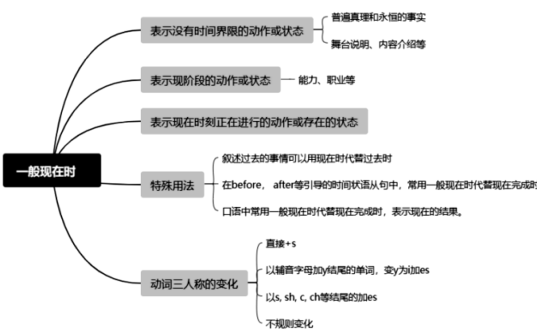 表示没有时间界限的动作或状态
普遍真理和永恒的事实
舞台说明、内容介绍等
表示现阶段的动作或状态
能力、职业等
表示现在时刻正在进行的动作或存在的状态
一般现在时
特殊用法
叙述过去的事情可以用现在时代替过去时
在before， after等引导的时间状语从句中，常用一般现在时代替现在完成时
口语中常用一般现在时代替现在完成时，表示现在的结果。
动词三人称的变化
直接+s
以辅音字母加y结尾的单词，变y为i加es
以s, sh, c, ch等结尾的加es
不规则变化